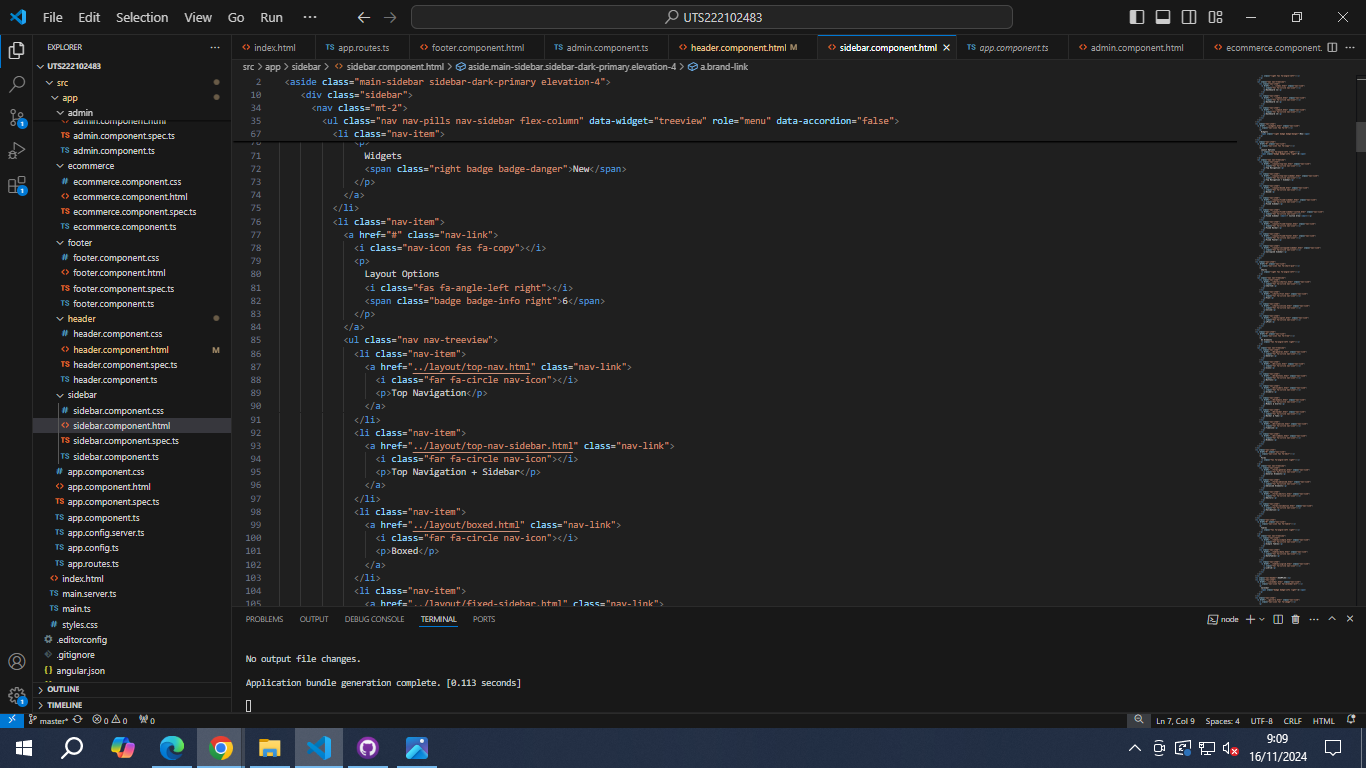 File Edit Selection View Go Run ··· UTS222102483
EXPLORER ···
UTS222102483
src
app
admin
admin.component.html
admin.component.spec.ts
admin.component.ts
ecommerce
ecommerce.component.css
ecommerce.component.html
ecommerce.component.spec.ts
ecommerce.component.ts
footer
footer.component.css
footer.component.html
footer.component.spec.ts
footer.component.ts
header
header.component.css
header.component.html M
header.component.spec.ts
header.component.ts
sidebar
sidebar.component.css
sidebar.component.html
sidebar.component.spec.ts
sidebar.component.ts
app.component.css
app.component.html
app.component.spec.ts
app.component.ts
app.config.server.ts
app.config.ts
app.routes.ts
index.html
main.server.ts
main.ts
styles.css
.editorconfig
.gitignore
angular.json
OUTLINE
TIMELINE
index.html app.routes.ts footer.component.html admin.component.ts header.component.html M sidebar.component.html app.component.ts admin.component.html ecommerce.component. ···
src > app > sidebar > sidebar.component.html > aside.main-sidebar.sidebar-dark-primary.elevation-4 > a.brand-link
2 <aside class="main-sidebar sidebar-dark-primary elevation-4">
10 <div class="sidebar">
34 <nav class="mt-2">
35 <ul class="nav nav-pills nav-sidebar flex-column" data-widget="treeview" role="menu" data-accordion="false">
67 <li class="nav-item">
70 <p>
71 Widgets
72 <span class="right badge badge-danger">New</span>
73 </p>
74 </a>
75 </li>
76 <li class="nav-item">
77 <a href="#" class="nav-link">
78 <i class="nav-icon fas fa-copy"></i>
79 <p>
80 Layout Options
81 <i class="fas fa-angle-left right"></i>
82 <span class="badge badge-info right">6</span>
83 </p>
84 </a>
85 <ul class="nav nav-treeview">
86 <li class="nav-item">
87 <a href="../layout/top-nav.html" class="nav-link">
88 <i class="far fa-circle nav-icon"></i>
89 <p>Top Navigation</p>
90 </a>
91 </li>
92 <li class="nav-item">
93 <a href="../layout/top-nav-sidebar.html" class="nav-link">
94 <i class="far fa-circle nav-icon"></i>
95 <p>Top Navigation + Sidebar</p>
96 </a>
97 </li>
98 <li class="nav-item">
99 <a href="../layout/boxed.html" class="nav-link">
100 <i class="far fa-circle nav-icon"></i>
101 <p>Boxed</p>
102 </a>
103 </li>
104 <li class="nav-item">
105 <a href="../layout/fixed-sidebar.html" class="nav-link">
PROBLEMS OUTPUT DEBUG CONSOLE TERMINAL PORTS node
No output file changes.
Application bundle generation complete. [0.113 seconds]
master* 0 0 0 Ln 7, Col 9 Spaces: 4 UTF-8 CRLF HTML
9:09
16/11/2024